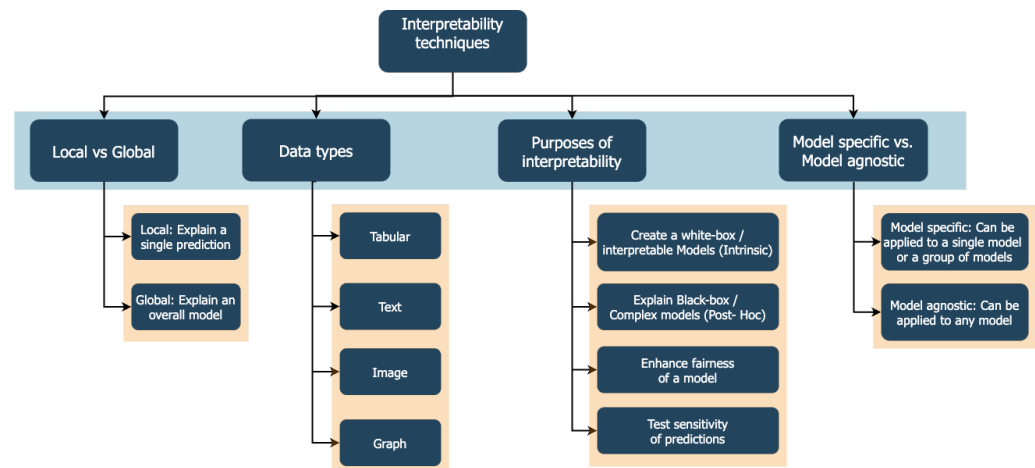 Interpretability
techniques
Local vs Global
Data types
Purposes of
interpretability
Model specific vs.
Model agnostic
Local: Explain a
single prediction
Global: Explain an
overall model
Tabular
Text
Image
Graph
Create a white-box /
interpretable Models (Intrinsic)
Explain Black-box /
Complex models (Post- Hoc)
Enhance fairness
of a model
Test sensitivity
of predictions
Model specific: Can be
applied to a single model
or a group of models
Model agnostic: Can be
applied to any model